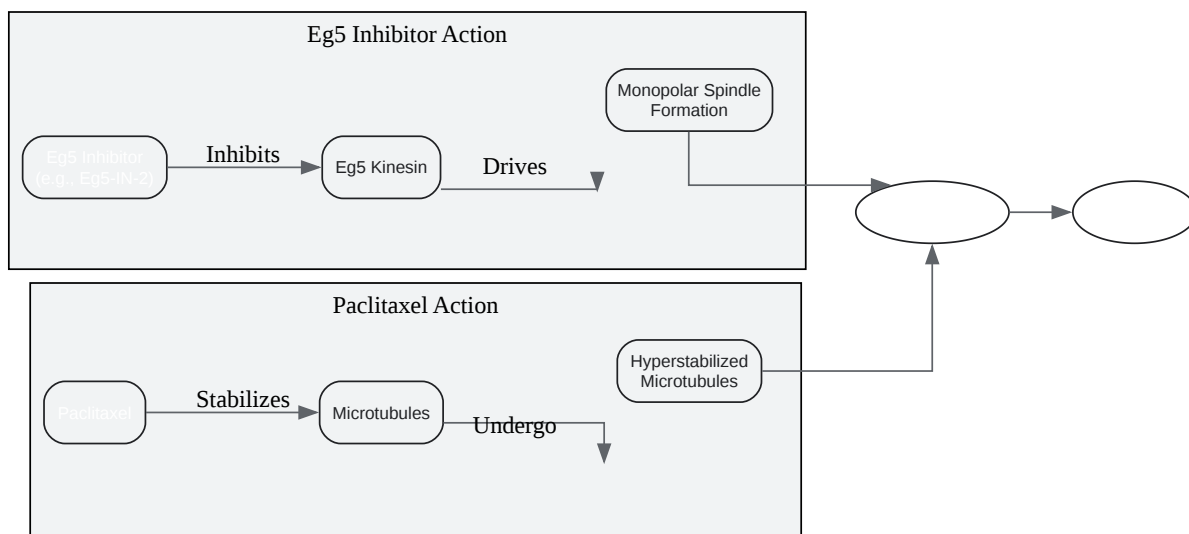 Eg5 Inhibitor Action
Monopolar Spindle
Formation
Eg5 Inhibitor
(e.g., Eg5-IN-2)
Inhibits
Eg5 Kinesin
Drives
Paclitaxel Action
Hyperstabilized
Microtubules
Paclitaxel
Stabilizes
Microtubules
Undergo